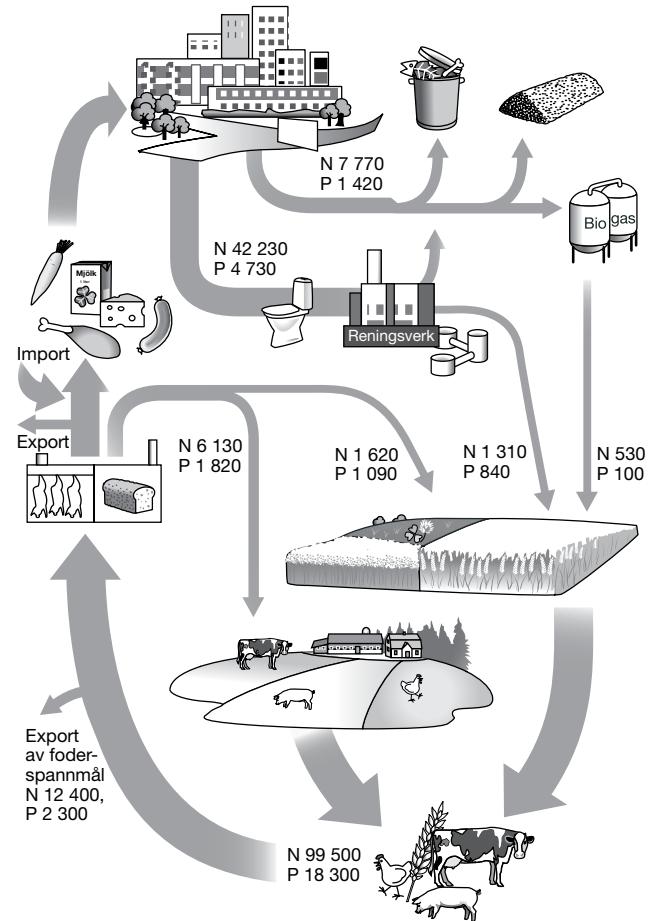 N 7 770
P 1 420
Bio gas
N 42 230
P 4 730
Mjölk
1 liter
Reningsverk
Import
Export
N 6 130
P 1 820
N 1 620
P 1 090
N 1 310
P 840
N 530
P 100
Export
av foder-
spannmål
N 12 400,
P 2 300
N 99 500
P 18 300